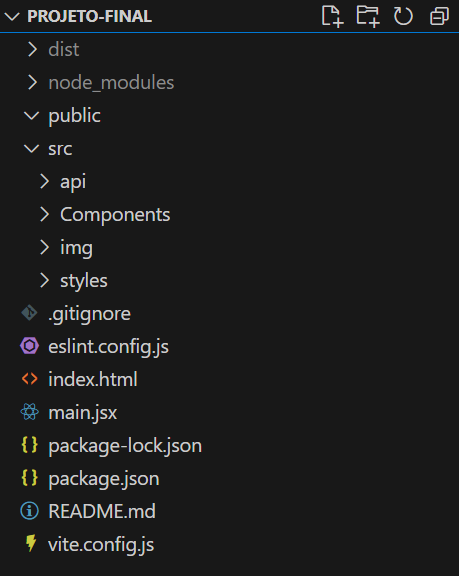 PROJETO-FINAL
dist
node_modules
public
src
api
Components
img
styles
.gitignore
eslint.config.js
index.html
main.jsx
package-lock.json
package.json
README.md
vite.config.js